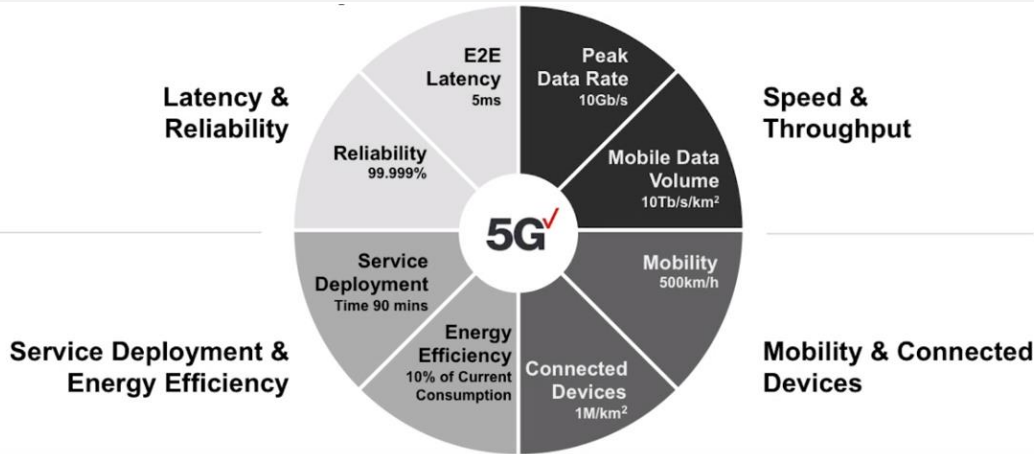 Latency &
Reliability
E2E
Latency
5ms
Reliability
99.999%
Peak
Data Rate
10Gb/s
Mobile Data
Volume
10Tb/s/km²
Speed &
Throughput
5G
Service
Deployment
Time 90 mins
Energy
Efficiency
10% of Current
Consumption
Mobility
500km/h
Connected
Devices
1M/km²
Service Deployment &
Energy Efficiency
Mobility & Connected
Devices